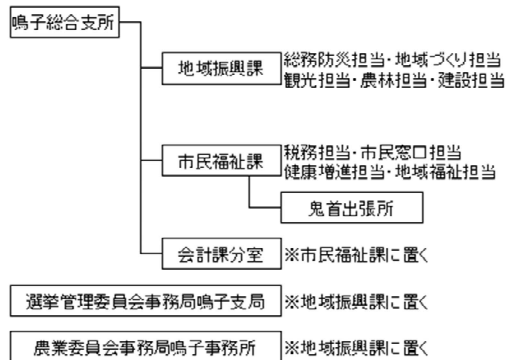 鳴子総合支所
地域振興課 総務防災担当・地域づくり担当
観光担当・農林担当・建設担当
市民福祉課 税務担当・市民窓口担当
健康増進担当・地域福祉担当
鬼首出張所
会計課分室 ※市民福祉課に置く
選挙管理委員会事務局鳴子支局 ※地域振興課に置く
農業委員会事務局鳴子事務所 ※地域振興課に置く